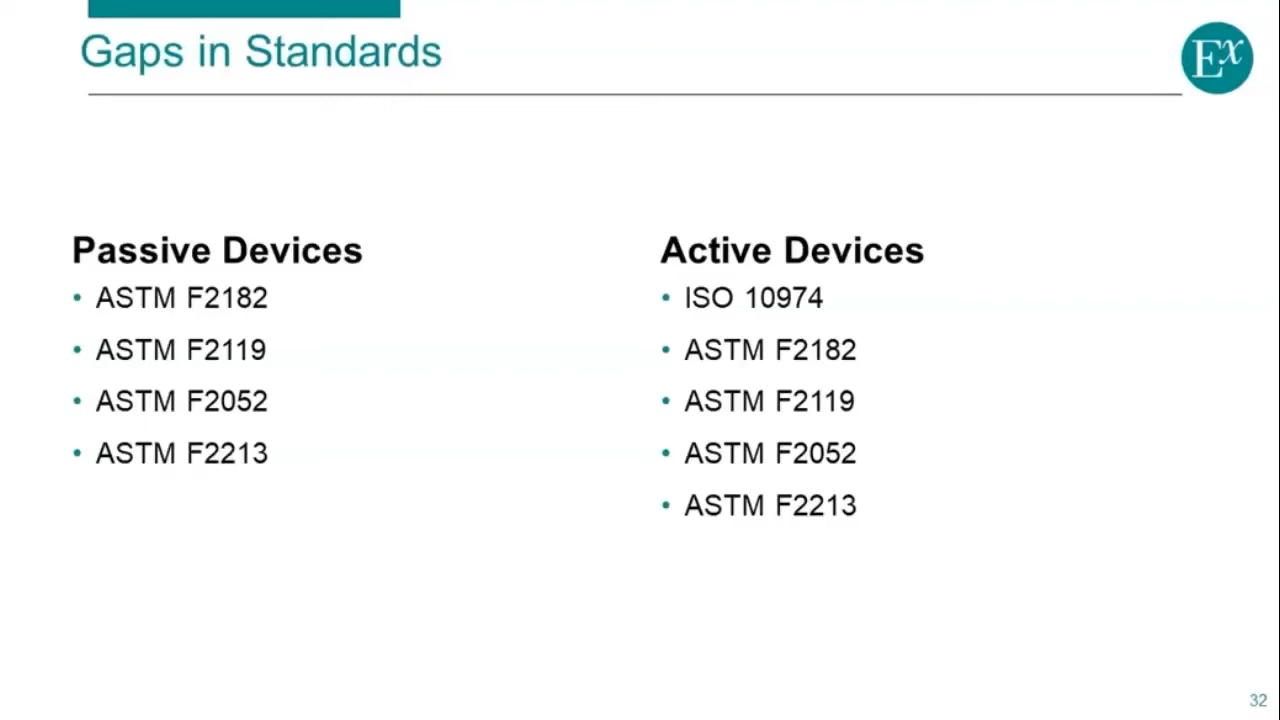 Gaps in Standards
Ex
Passive Devices
• ASTM F2182
• ASTM F2119
• ASTM F2052
• ASTM F2213
Active Devices
• ISO 10974
• ASTM F2182
• ASTM F2119
• ASTM F2052
• ASTM F2213
32